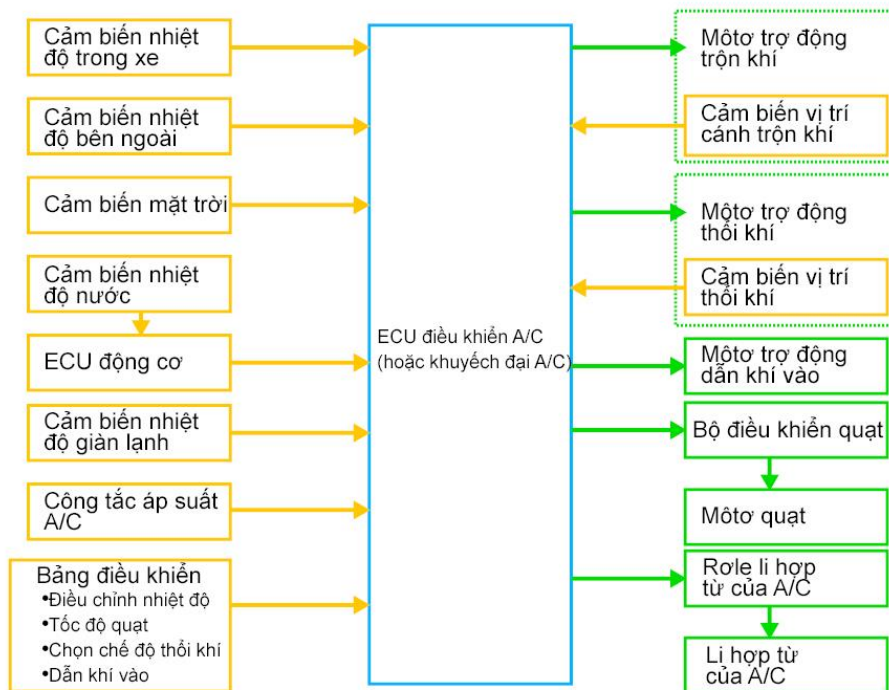 Cảm biến nhiệt
độ trong xe
Cảm biến nhiệt
độ bên ngoài
Cảm biến mặt trời
Cảm biến nhiệt
độ nước
ECU động cơ
Cảm biến nhiệt
độ giàn lạnh
Công tắc áp suất
A/C
Bảng điều khiển
•Điều chỉnh nhiệt độ
•Tốc độ quạt
•Chọn chế độ thổi khí
•Dẫn khí vào
ECU điều khiển A/C
(hoặc khuyếch đại A/C)
Môtơ trợ động
trộn khí
Cảm biến vị trí
cánh trộn khí
Môtơ trợ động
thổi khí
Cảm biến vị trí
thổi khí
Môtơ trợ động
dẫn khí vào
Bộ điều khiển quạt
Môtơ quạt
Rơle li hợp
từ của A/C
Li hợp từ
của A/C